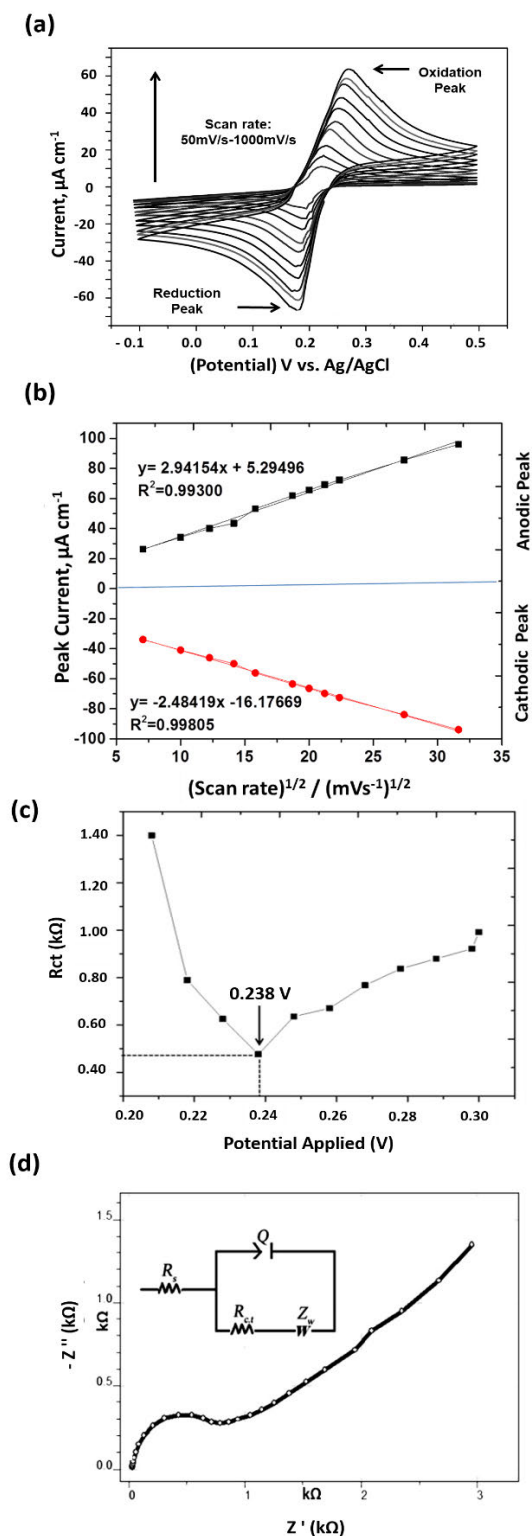 (a)
60
40
20
0
-20
-40
-60
Current, µA cm⁻¹
Scan rate:
50mV/s-1000mV/s
Oxidation
Peak
Reduction
Peak
- 0.1 0.0 0.1 0.2 0.3 0.4 0.5
(Potential) V vs. Ag/AgCl
(b)
100
80
60
40
20
0
-20
-40
-60
-80
-100
Peak Current, µA cm⁻¹
y= 2.94154x + 5.29496
R²=0.99300
y= -2.48419x -16.17669
R²=0.99805
Anodic Peak
Cathodic Peak
5 10 15 20 25 30 35
(Scan rate)¹/² / (mVs⁻¹)¹/²
(c)
1.40
1.20
1.00
0.80
0.60
0.40
Rct (kΩ)
0.238 V
0.20 0.22 0.24 0.26 0.28 0.30
Potential Applied (V)
(d)
1.5
1.0
0.5
0.0
- Z '' (kΩ)
kΩ
Q
Rₛ
R_c.t
Z_w
0 1 2 3
kΩ
Z ' (kΩ)